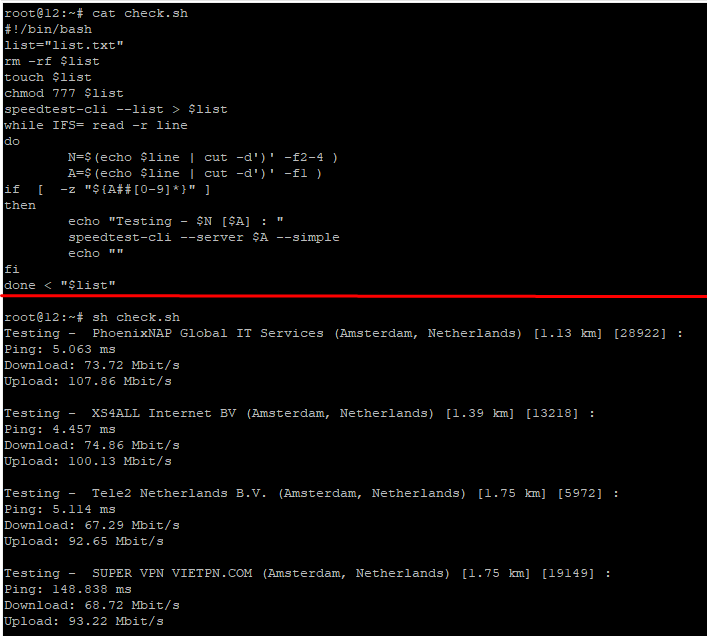 root@12:~# cat check.sh
#!/bin/bash
list="list.txt"
rm -rf $list
touch $list
chmod 777 $list
speedtest-cli --list > $list
while IFS= read -r line
do
        N=$(echo $line | cut -d')' -f2-4 )
        A=$(echo $line | cut -d')' -f1 )
if  [  -z "${A##[0-9]*}" ]
then
        echo "Testing - $N [$A] : "
        speedtest-cli --server $A --simple
        echo ""
fi
done < "$list"
root@12:~# sh check.sh
Testing -  PhoenixNAP Global IT Services (Amsterdam, Netherlands) [1.13 km] [28922] :
Ping: 5.063 ms
Download: 73.72 Mbit/s
Upload: 107.86 Mbit/s

Testing -  XS4ALL Internet BV (Amsterdam, Netherlands) [1.39 km] [13218] :
Ping: 4.457 ms
Download: 74.86 Mbit/s
Upload: 100.13 Mbit/s

Testing -  Tele2 Netherlands B.V. (Amsterdam, Netherlands) [1.75 km] [5972] :
Ping: 5.114 ms
Download: 67.29 Mbit/s
Upload: 92.65 Mbit/s

Testing -  SUPER VPN VIETPN.COM (Amsterdam, Netherlands) [1.75 km] [19149] :
Ping: 148.838 ms
Download: 68.72 Mbit/s
Upload: 93.22 Mbit/s